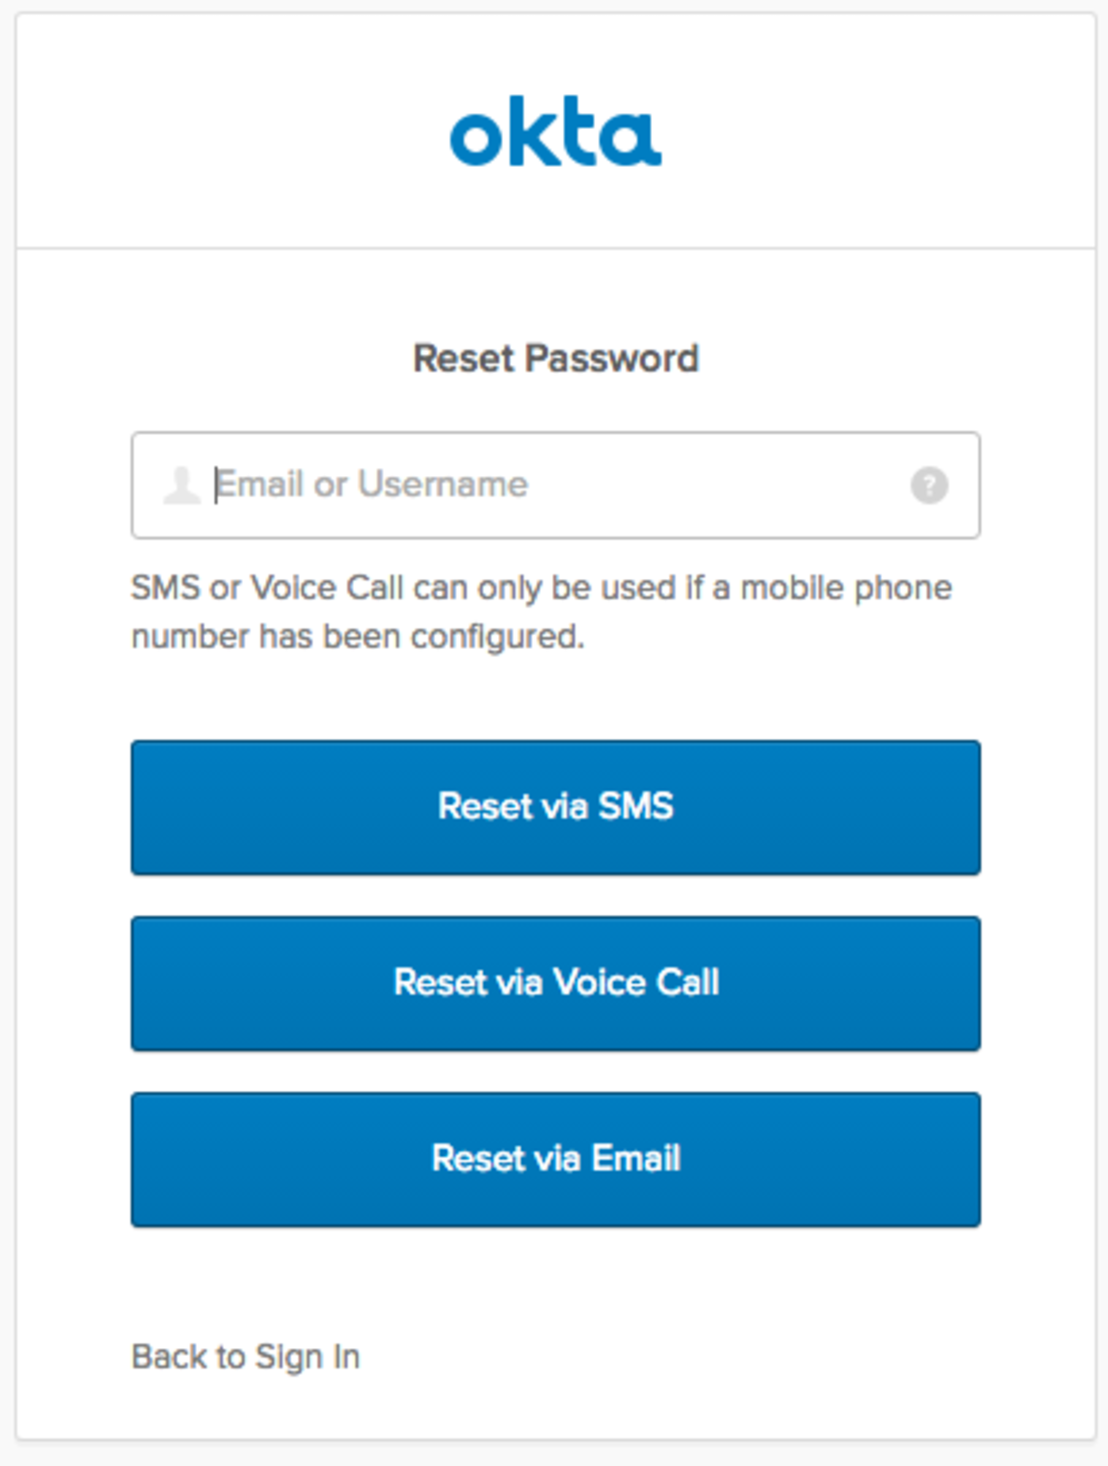 okta
Reset Password
Email or Username
?
SMS or Voice Call can only be used if a mobile phone
number has been configured.
Reset via SMS
Reset via Voice Call
Reset via Email
Back to Sign In